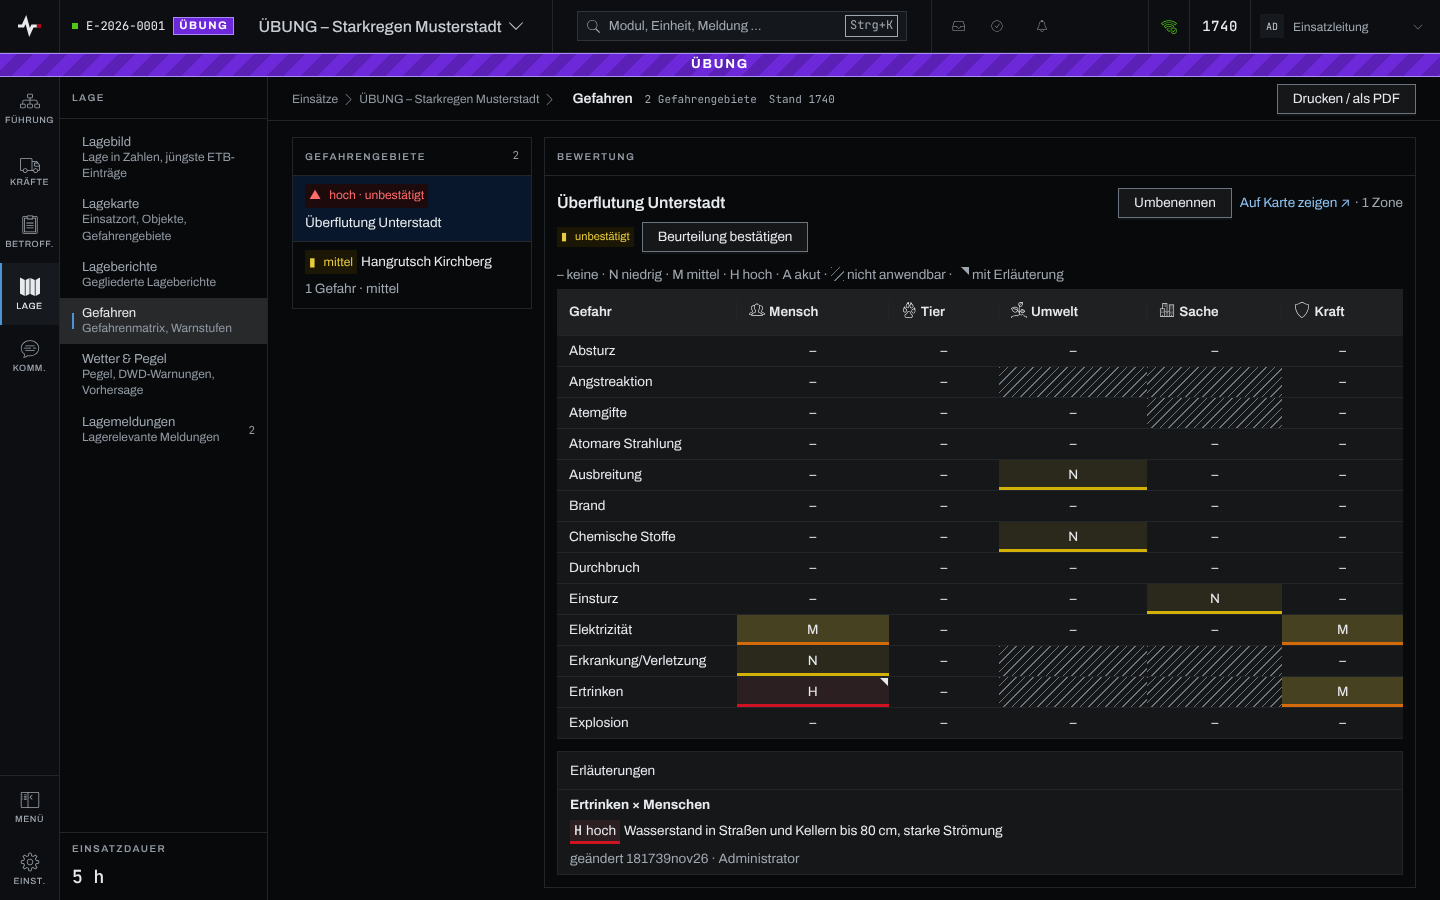 E-2026-0001 ÜBUNG ÜBUNG – Starkregen Musterstadt Modul, Einheit, Meldung ... Strg+K 1740 AD Einsatzleitung
ÜBUNG
FÜHRUNG
KRÄFTE
BETROFF.
LAGE
KOMM.
MENÜ
EINST.
LAGE
Lagebild
Lage in Zahlen, jüngste ETB-
Einträge
Lagekarte
Einsatzort, Objekte,
Gefahrengebiete
Lageberichte
Gegliederte Lageberichte
Gefahren
Gefahrenmatrix, Warnstufen
Wetter & Pegel
Pegel, DWD-Warnungen,
Vorhersage
Lagemeldungen
Lagerelevante Meldungen 2
EINSATZDAUER
5 h
Einsätze ÜBUNG – Starkregen Musterstadt Gefahren 2 Gefahrengebiete Stand 1740 Drucken / als PDF
GEFAHRENGEBIETE 2
hoch · unbestätigt
Überflutung Unterstadt
mittel Hangrutsch Kirchberg
1 Gefahr · mittel
BEWERTUNG
Überflutung Unterstadt Umbenennen Auf Karte zeigen ↗ · 1 Zone
unbestätigt Beurteilung bestätigen
– keine · N niedrig · M mittel · H hoch · A akut · nicht anwendbar · mit Erläuterung
Gefahr Mensch Tier Umwelt Sache Kraft
Absturz – – – – –
Angstreaktion – – –
Atemgifte – – – –
Atomare Strahlung – – – – –
Ausbreitung – – N – –
Brand – – – – –
Chemische Stoffe – – N – –
Durchbruch – – – – –
Einsturz – – – N –
Elektrizität M – – – M
Erkrankung/Verletzung N – –
Ertrinken H – M
Explosion – – – – –
Erläuterungen
Ertrinken × Menschen
H hoch Wasserstand in Straßen und Kellern bis 80 cm, starke Strömung
geändert 181739nov26 · Administrator